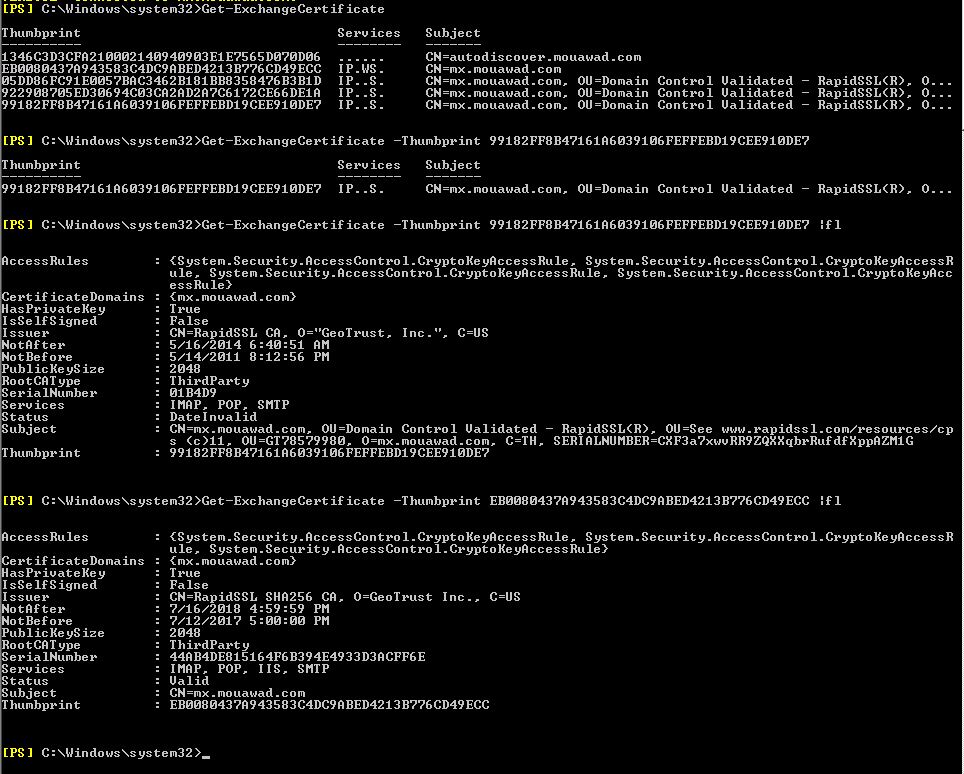 [PS] C:\Windows\system32>Get-ExchangeCertificate
Thumbprint Services Subject
---------- -------- -------
1346C3D3CFA210002140940903E1E7565D070D06 ...... CN=autodiscover.mouawad.com
EB0080437A943583C4DC9ABED4213B776CD49ECC IP.WS. CN=mx.mouawad.com
05DD86FC91E0057BAC3462B181BB8358476B3B1D IP..S. CN=mx.mouawad.com, OU=Domain Control Validated - RapidSSL(R), O...
922908705ED30694C03CA2AD2A7C6172CE66DE1A IP..S. CN=mx.mouawad.com, OU=Domain Control Validated - RapidSSL(R), O...
99182FF8B47161A6039106FEFFEBD19CEE910DE7 IP..S. CN=mx.mouawad.com, OU=Domain Control Validated - RapidSSL(R), O...
[PS] C:\Windows\system32>Get-ExchangeCertificate -Thumbprint 99182FF8B47161A6039106FEFFEBD19CEE910DE7
Thumbprint Services Subject
---------- -------- -------
99182FF8B47161A6039106FEFFEBD19CEE910DE7 IP..S. CN=mx.mouawad.com, OU=Domain Control Validated - RapidSSL(R), O...
[PS] C:\Windows\system32>Get-ExchangeCertificate -Thumbprint 99182FF8B47161A6039106FEFFEBD19CEE910DE7 |fl
AccessRules : {System.Security.AccessControl.CryptoKeyAccessRule, System.Security.AccessControl.CryptoKeyAccessR
ule, System.Security.AccessControl.CryptoKeyAccessRule, System.Security.AccessControl.CryptoKeyAcc
essRule}
CertificateDomains : {mx.mouawad.com}
HasPrivateKey : True
IsSelfSigned : False
Issuer : CN=RapidSSL CA, O="GeoTrust, Inc.", C=US
NotAfter : 5/16/2014 6:40:51 AM
NotBefore : 5/14/2011 8:12:56 PM
PublicKeySize : 2048
RootCAType : ThirdParty
SerialNumber : 01B4D9
Services : IMAP, POP, SMTP
Status : DateInvalid
Subject : CN=mx.mouawad.com, OU=Domain Control Validated - RapidSSL(R), OU=See www.rapidssl.com/resources/cp
s (c)11, OU=GT78579980, O=mx.mouawad.com, C=TH, SERIALNUMBER=CXF3a7xwvRR9ZQXXqbrRufdfXppAZM1G
Thumbprint : 99182FF8B47161A6039106FEFFEBD19CEE910DE7
[PS] C:\Windows\system32>Get-ExchangeCertificate -Thumbprint EB0080437A943583C4DC9ABED4213B776CD49ECC |fl
AccessRules : {System.Security.AccessControl.CryptoKeyAccessRule, System.Security.AccessControl.CryptoKeyAccessR
ule, System.Security.AccessControl.CryptoKeyAccessRule}
CertificateDomains : {mx.mouawad.com}
HasPrivateKey : True
IsSelfSigned : False
Issuer : CN=RapidSSL SHA256 CA, O=GeoTrust Inc., C=US
NotAfter : 7/16/2018 4:59:59 PM
NotBefore : 7/12/2017 5:00:00 PM
PublicKeySize : 2048
RootCAType : ThirdParty
SerialNumber : 44AB4DE815164F6B394E4933D3ACFF6E
Services : IMAP, POP, IIS, SMTP
Status : Valid
Subject : CN=mx.mouawad.com
Thumbprint : EB0080437A943583C4DC9ABED4213B776CD49ECC
[PS] C:\Windows\system32>_